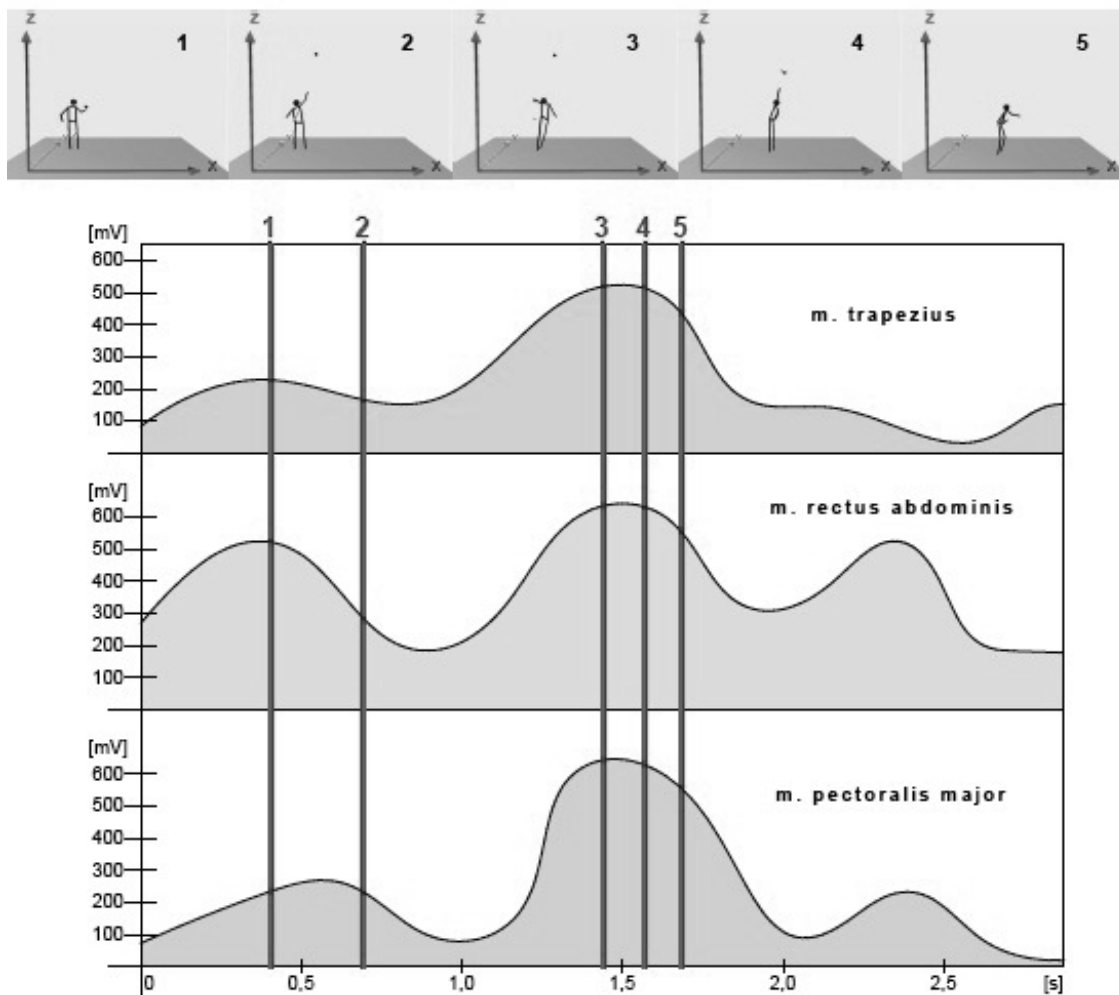 Z 1 Z 2 Z 3 Z 4 Z 5
X X X X X
1 2 3 4 5
[mV]
600
500
400
300
200
100
m. trapezius
[mV]
600
500
400
300
200
100
m. rectus abdominis
[mV]
600
500
400
300
200
100
m. pectoralis major
0 0,5 1,0 1,5 2,0 2,5 [s]